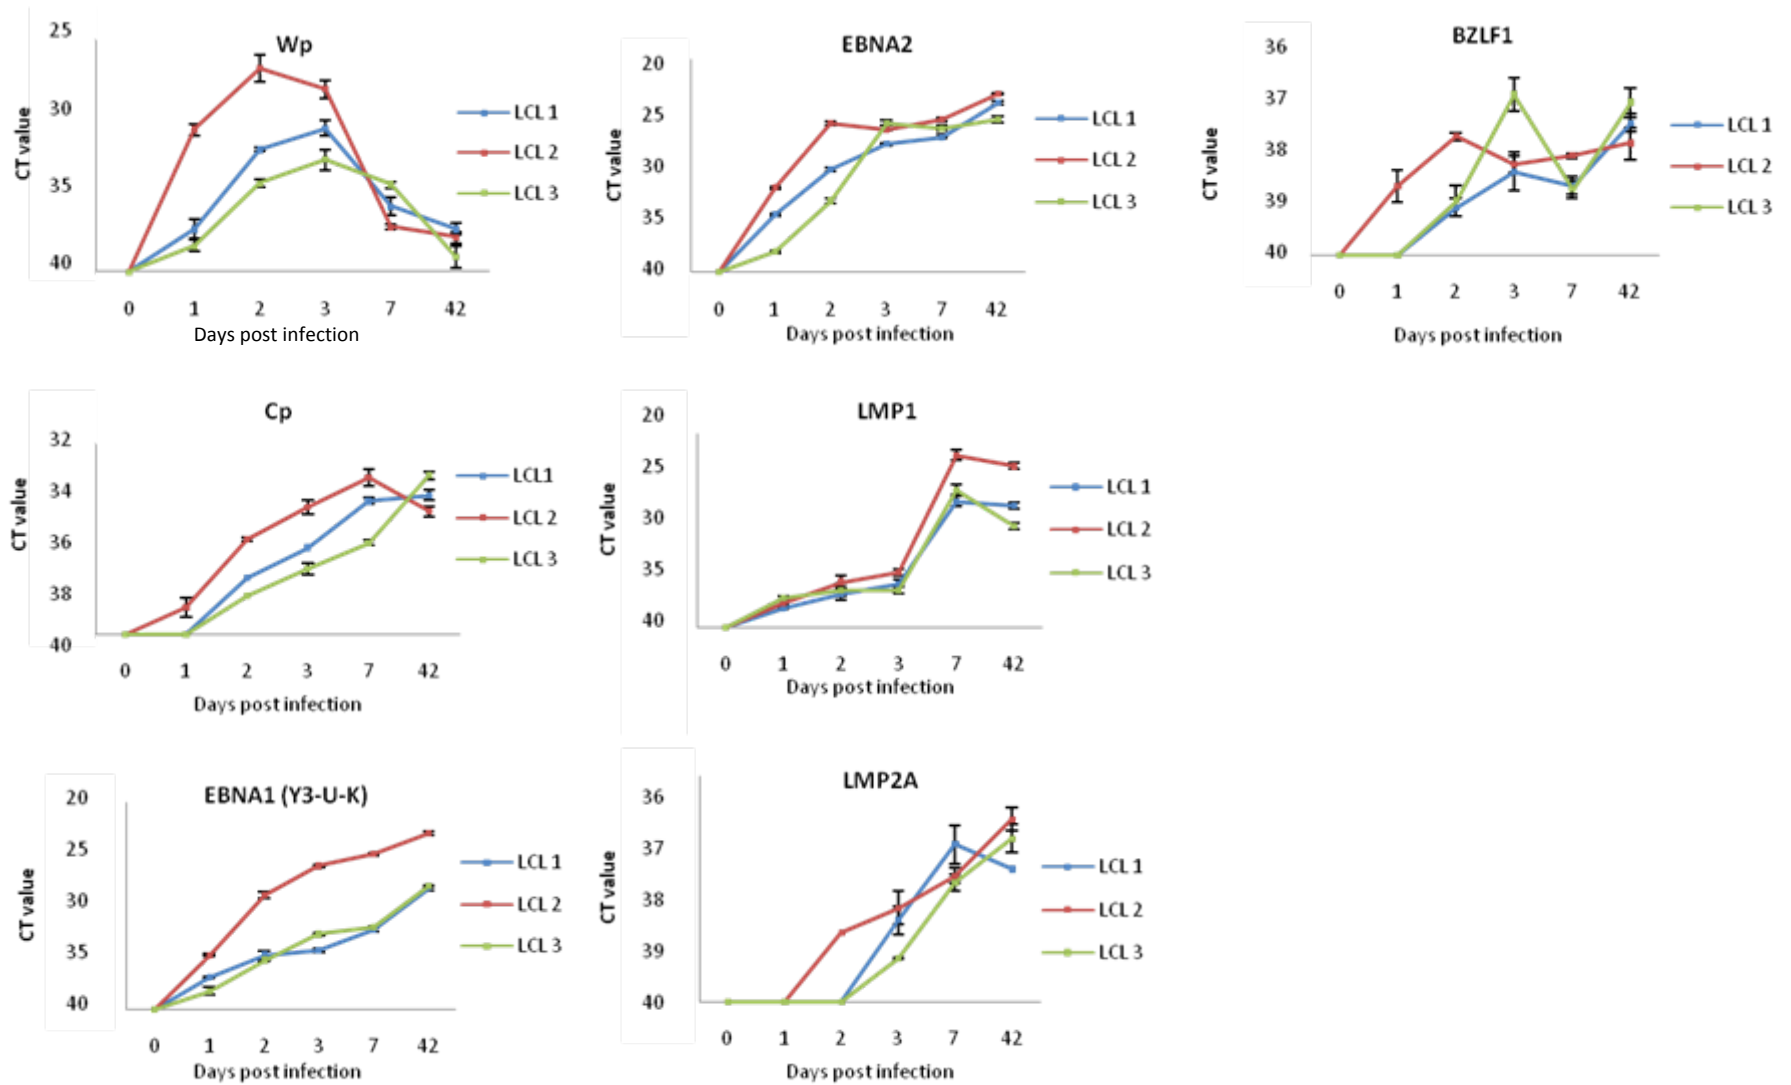 Wp
25
30
35
40
CT value
0 1 2 3 7 42
Days post infection
LCL 1
LCL 2
LCL 3
EBNA2
20
25
30
35
40
CT value
0 1 2 3 7 42
Days post infection
LCL 1
LCL 2
LCL 3
BZLF1
36
37
38
39
40
CT value
0 1 2 3 7 42
Days post infection
LCL 1
LCL 2
LCL 3
Cp
32
34
36
38
40
CT value
0 1 2 3 7 42
Days post infection
LCL1
LCL 2
LCL 3
LMP1
20
25
30
35
40
CT value
0 1 2 3 7 42
Days post infection
LCL 1
LCL 2
LCL 3
EBNA1 (Y3-U-K)
20
25
30
35
40
CT value
0 1 2 3 7 42
Days post infection
LCL 1
LCL 2
LCL 3
LMP2A
36
37
38
39
40
CT value
0 1 2 3 7 42
Days post infection
LCL 1
LCL 2
LCL 3